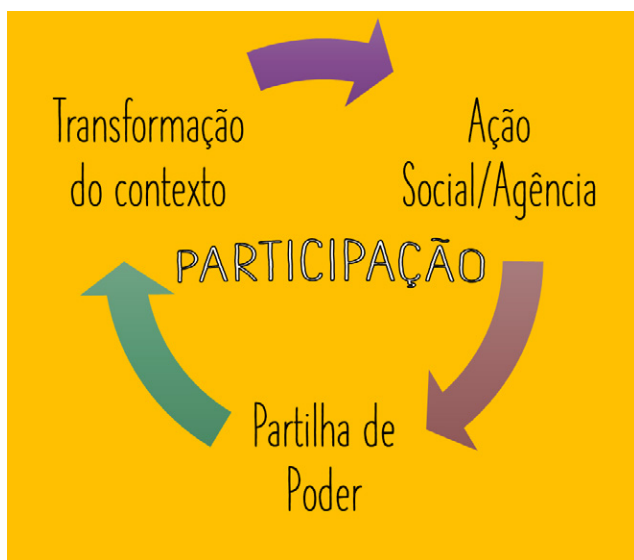 Transformação
do contexto
Ação
Social/Agência
PARTICIPAÇÃO
Partilha de
Poder